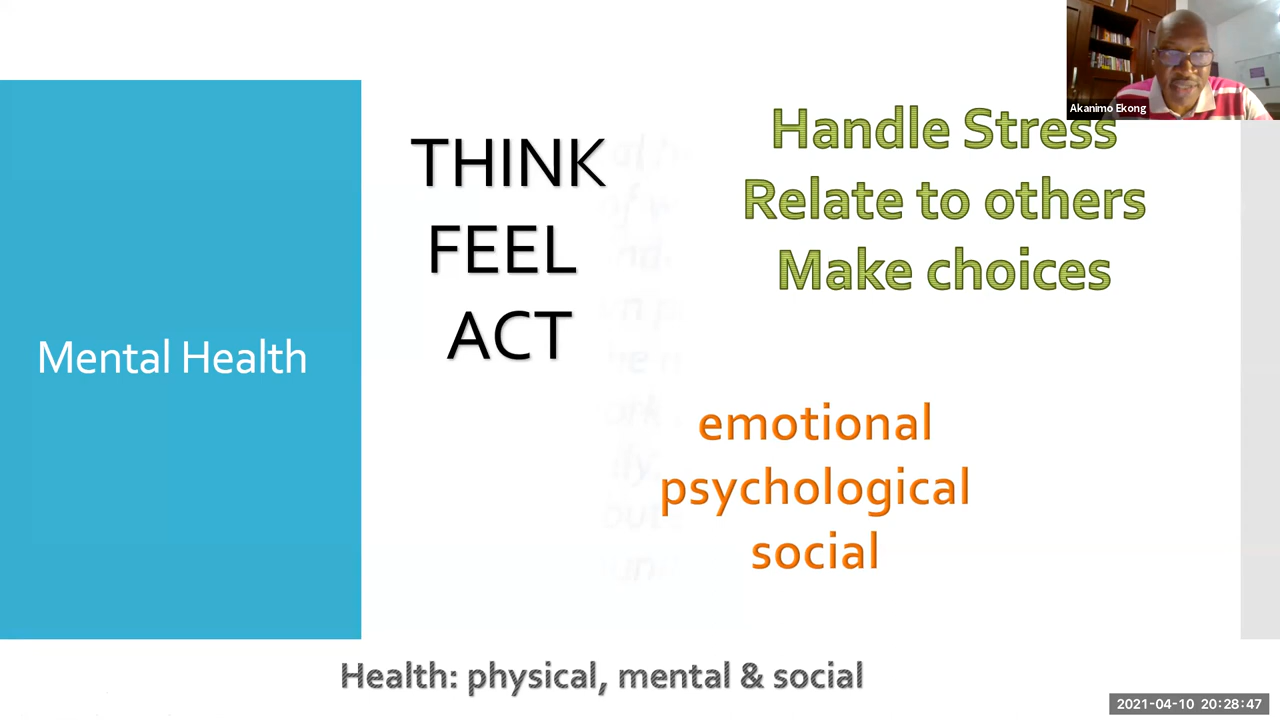 Akanimo Ekong
Handle Stress
Relate to others
Make choices
THINK
FEEL
ACT
Mental Health
emotional
psychological
social
Health: physical, mental & social
2021-04-10 20:28:47